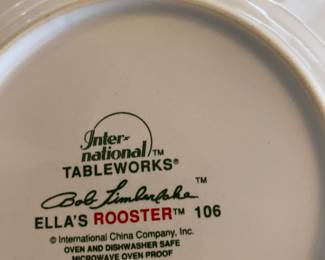 Inter-
national™
TABLEWORKS®
Bob Timberlake™
ELLA'S ROOSTER™ 106
© International China Company, Inc.
OVEN AND DISHWASHER SAFE
MICROWAVE OVEN PROOF